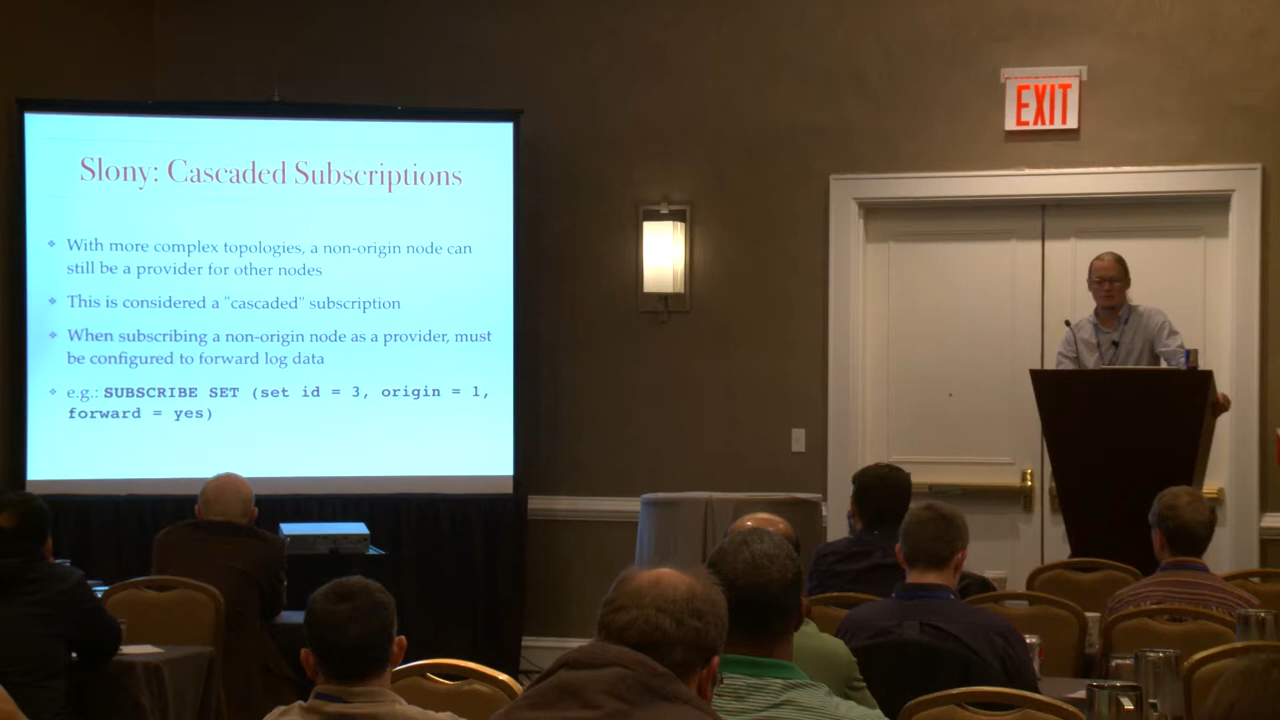 Slony: Cascaded Subscriptions
❖ With more complex topologies, a non-origin node can
still be a provider for other nodes
❖ This is considered a "cascaded" subscription
❖ When subscribing a non-origin node as a provider, must
be configured to forward log data
❖ e.g.: SUBSCRIBE SET (set id = 3, origin = 1,
forward = yes)
EXIT